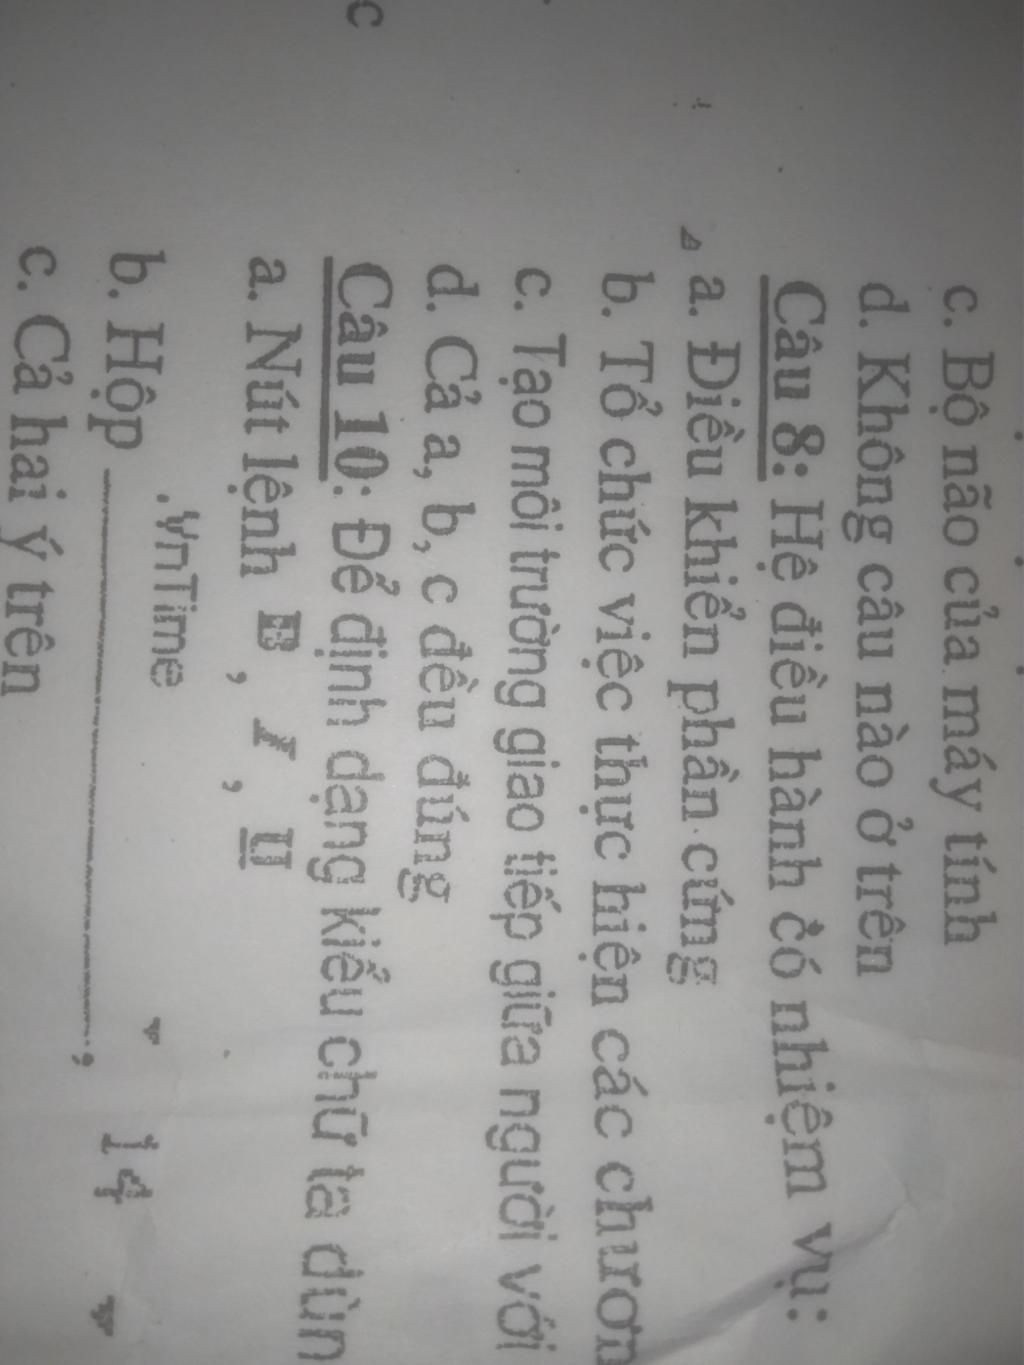 c. Bộ não của máy tính
d. Không câu nào ở trên
Câu 8: Hệ điều hành có nhiệm vụ:
a. Điều khiển phần cứng
b. Tổ chức việc thực hiện các chươn
c. Tạo môi trường giao tiếp giữa người với
d. Cả a, b, c đều đúng
Câu 10: Để định dạng kiểu chữ ta dùn
a. Nút lệnh B , I , U
.VnTime 14
b. Hộp ;
c. Cả hai ý trên
c